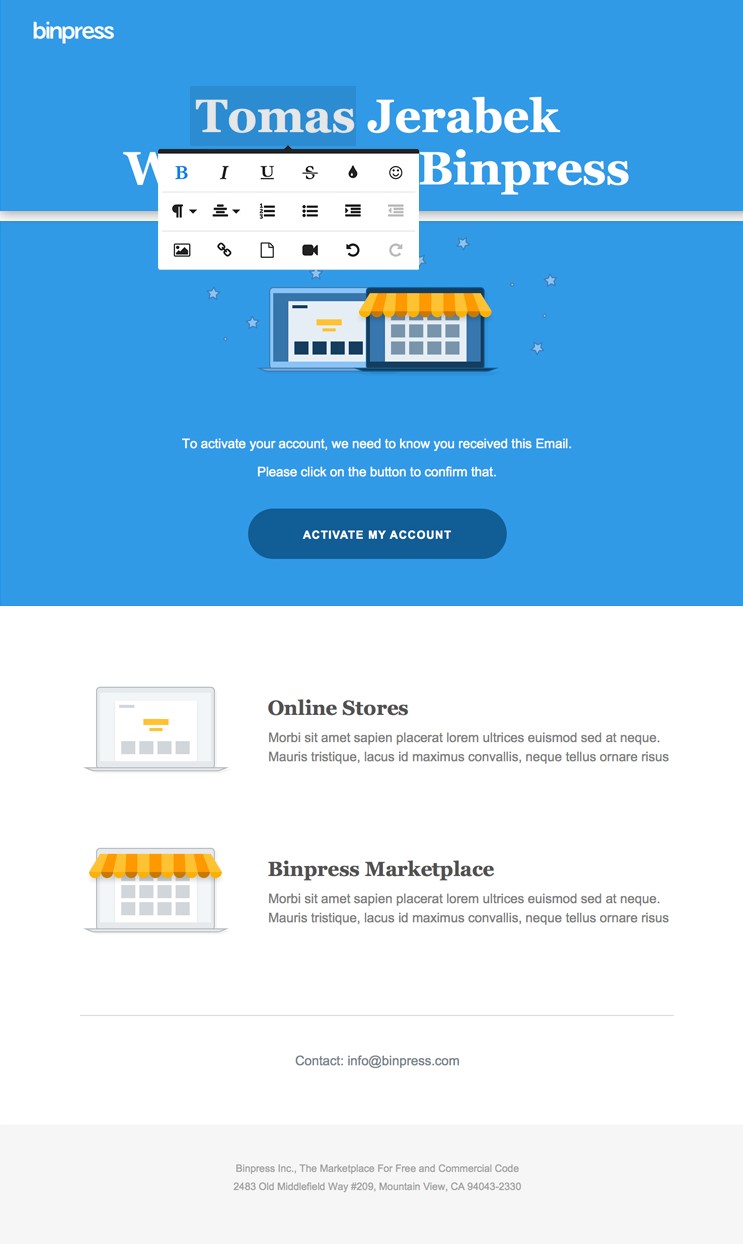 binpress
Tomas Jerabek
Binpress
B I U S
To activate your account, we need to know you received this Email.
Please click on the button to confirm that.
ACTIVATE MY ACCOUNT
Online Stores
Morbi sit amet sapien placerat lorem ultrices euismod sed at neque.
Mauris tristique, lacus id maximus convallis, neque tellus ornare risus
Binpress Marketplace
Morbi sit amet sapien placerat lorem ultrices euismod sed at neque.
Mauris tristique, lacus id maximus convallis, neque tellus ornare risus
Contact: info@binpress.com
Binpress Inc., The Marketplace For Free and Commercial Code
2483 Old Middlefield Way #209, Mountain View, CA 94043-2330